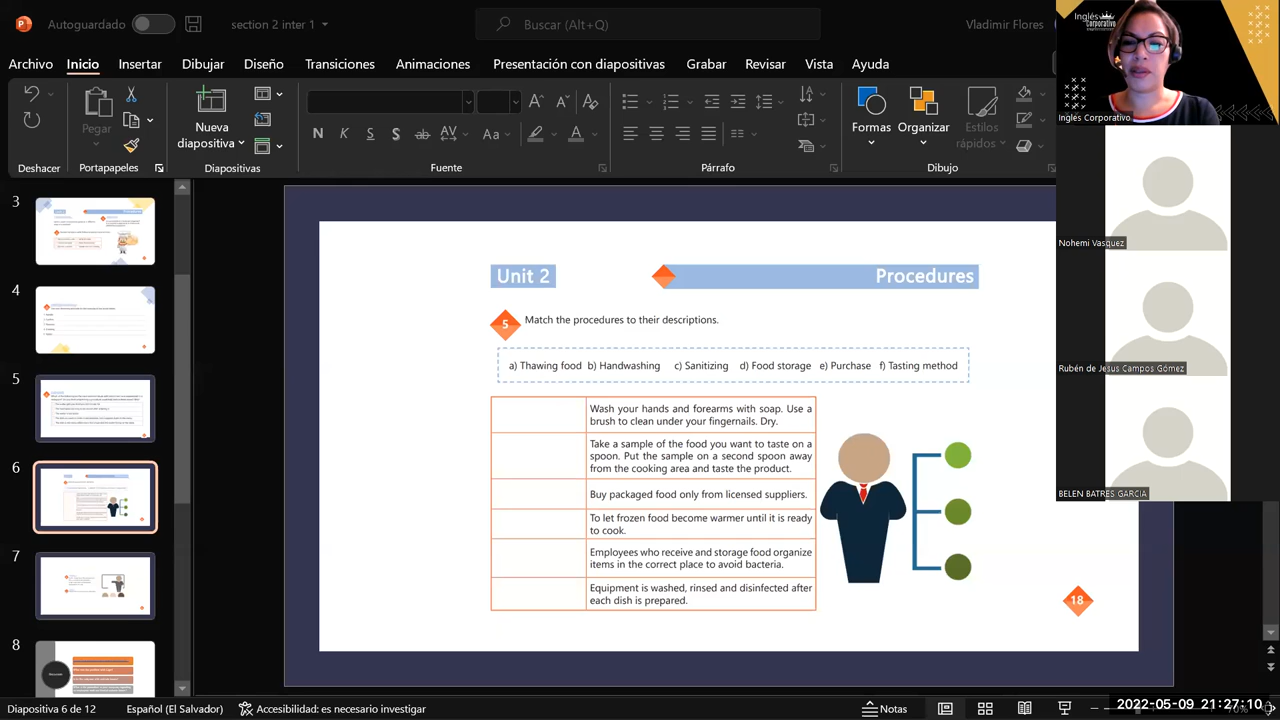 Autoguardado
section 2 inter 1
Buscar (Alt+Q)
Vladimir Flores
Archivo Inicio Insertar Dibujar Diseño Transiciones Animaciones Presentación con diapositivas Grabar Revisar Vista Ayuda
Pegar
Nueva
diapositiva
Formas
Organizar
Estilos
rápidos
Deshacer
Portapapeles
Diapositivas
Fuente
Párrafo
Dibujo
3
4
5
6
7
8
Unit 2
Procedures
5
Match the procedures to their descriptions.
a) Thawing food b) Handwashing c) Sanitizing d) Food storage e) Purchase f) Tasting method
Wash your hands and forearms with soap. Use a
brush to clean under your fingernails. Dry.
Take a sample of the food you want to taste on a
spoon. Put the sample on a second spoon away
from the cooking area and taste the product.
Buy packaged food only from licensed suppliers.
To let frozen food become warmer until it is ready
to cook.
Employees who receive and storage food organize
items in the correct place to avoid bacteria.
Equipment is washed, rinsed and disinfected after
each dish is prepared.
18
Inglés
Corporativo
Ingles Corporativo
Nohemi Vasquez
Rubén de Jesus Campos Gómez
BELEN BATRES GARCIA
Diapositiva 6 de 12
Español (El Salvador)
Accesibilidad: es necesario investigar
Notas
2022-05-09 21:27:10